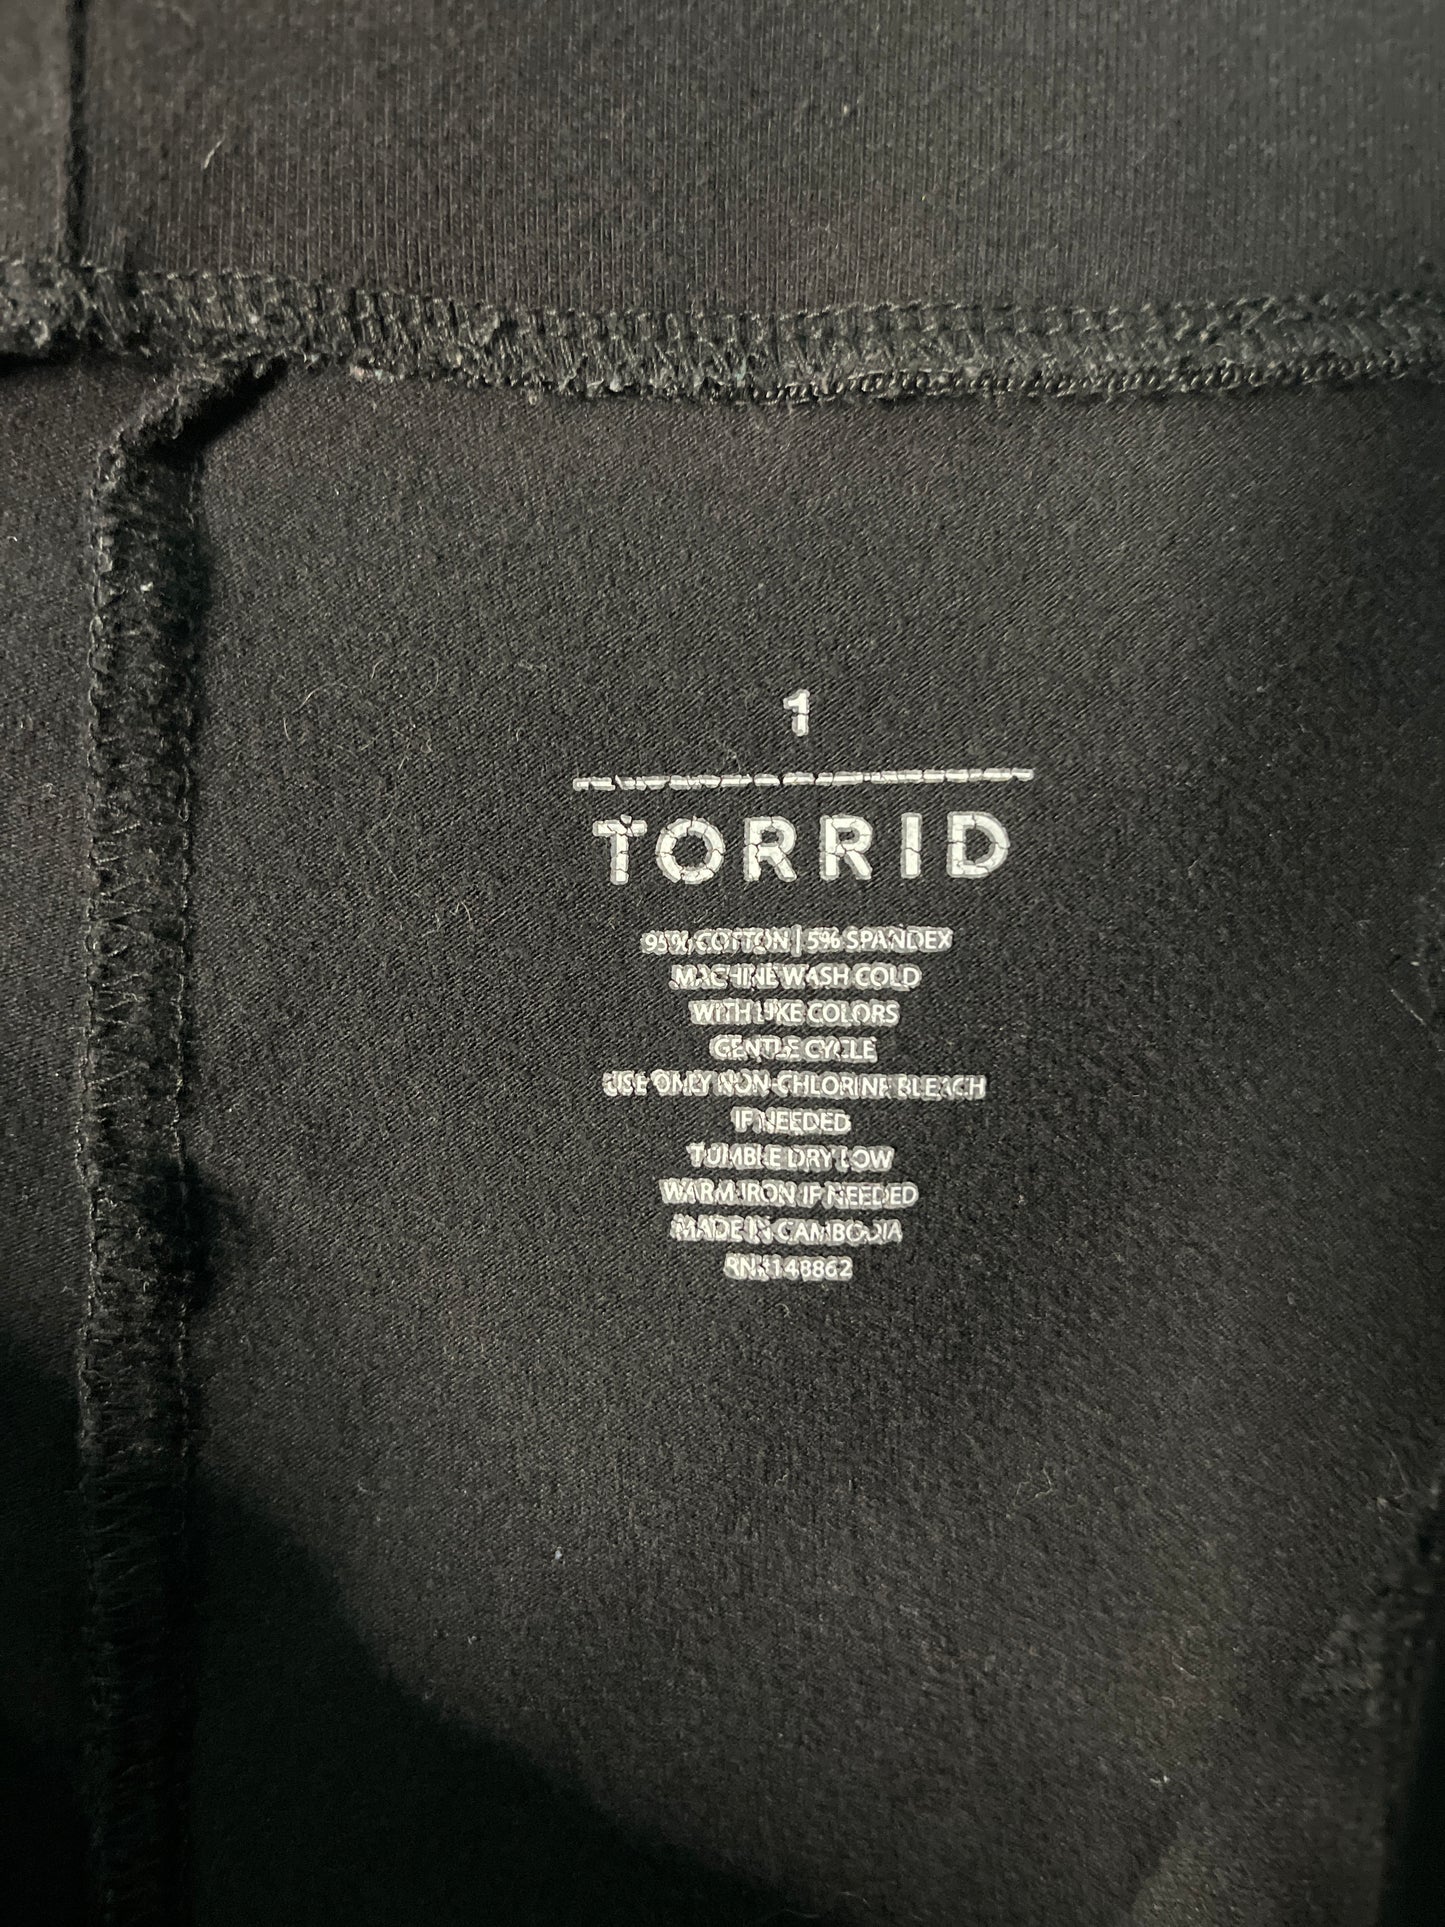 1
TORRID
95% COTTON | 5% SPANDEX
MACHINE WASH COLD
WITH LIKE COLORS
GENTLE CYCLE
USE ONLY NON-CHLORINE BLEACH
IF NEEDED
TUMBLE DRY LOW
WARM IRON IF NEEDED
MADE IN CAMBODIA
RN#148862